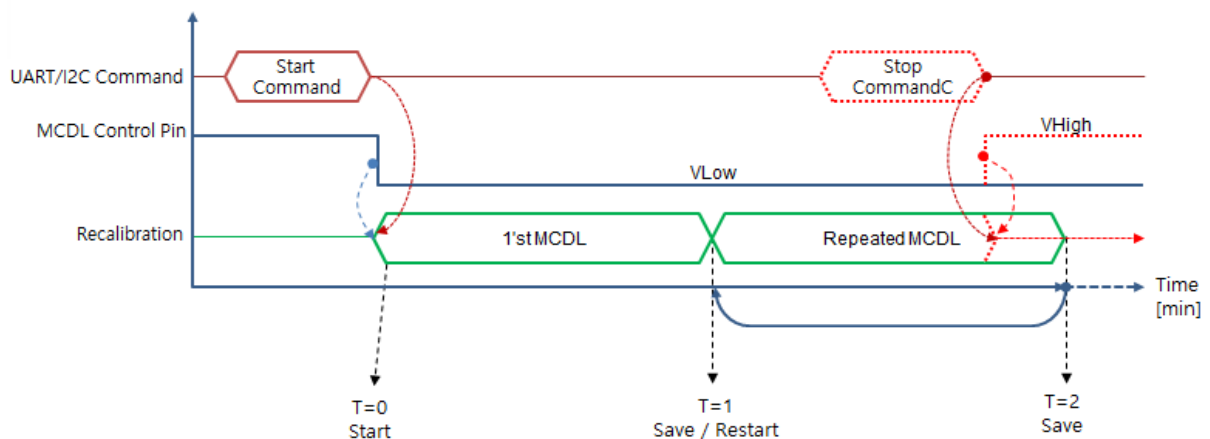 Start
Command
Stop
CommandC
UART/I2C Command
MCDL Control Pin
VHigh
VLow
Recalibration
1'st MCDL
Repeated MCDL
Time
[min]
T=0
Start
T=1
Save / Restart
T=2
Save